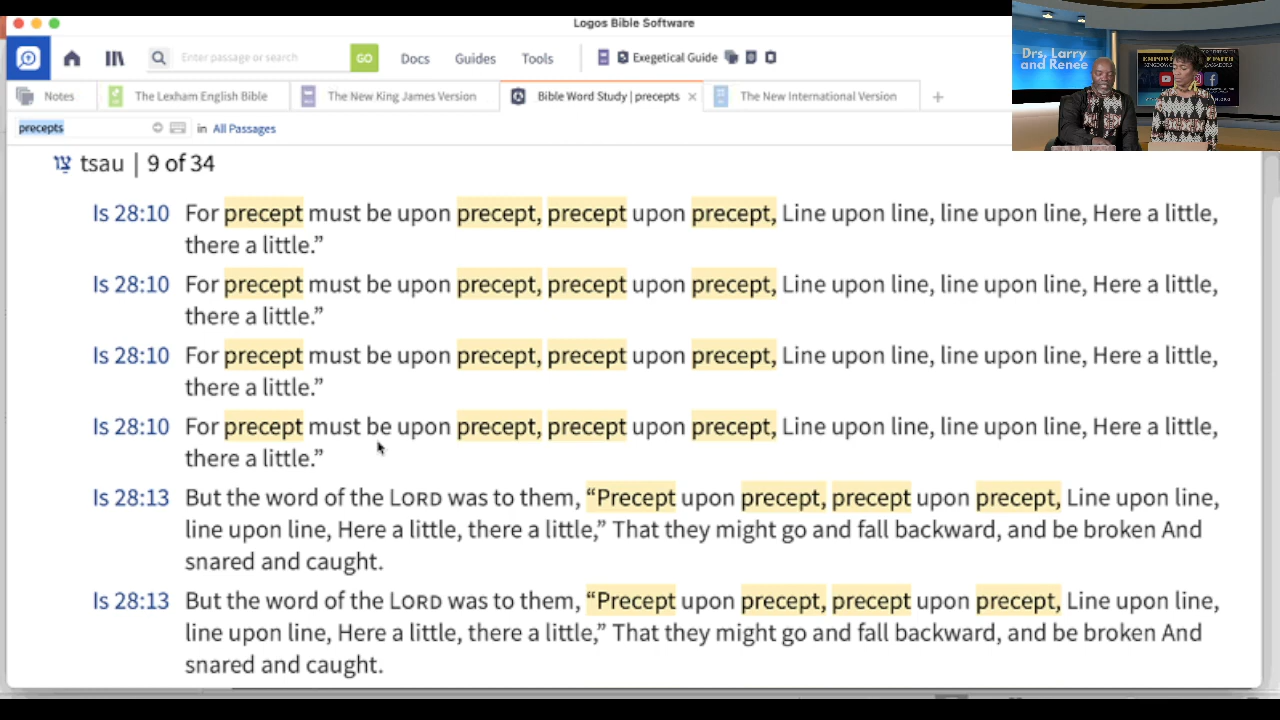 Logos Bible Software
Enter passage or search
GO
Docs
Guides
Tools
Exegetical Guide
Notes
The Lexham English Bible
The New King James Version
Bible Word Study | precepts
The New International Version
precepts
in All Passages
Drs. Larry
and Renee
צַו tsau | 9 of 34
Is 28:10 For precept must be upon precept, precept upon precept, Line upon line, line upon line, Here a little,
there a little.”
Is 28:10 For precept must be upon precept, precept upon precept, Line upon line, line upon line, Here a little,
there a little.”
Is 28:10 For precept must be upon precept, precept upon precept, Line upon line, line upon line, Here a little,
there a little.”
Is 28:10 For precept must be upon precept, precept upon precept, Line upon line, line upon line, Here a little,
there a little.”
Is 28:13 But the word of the LORD was to them, “Precept upon precept, precept upon precept, Line upon line,
line upon line, Here a little, there a little,” That they might go and fall backward, and be broken And
snared and caught.
Is 28:13 But the word of the LORD was to them, “Precept upon precept, precept upon precept, Line upon line,
line upon line, Here a little, there a little,” That they might go and fall backward, and be broken And
snared and caught.